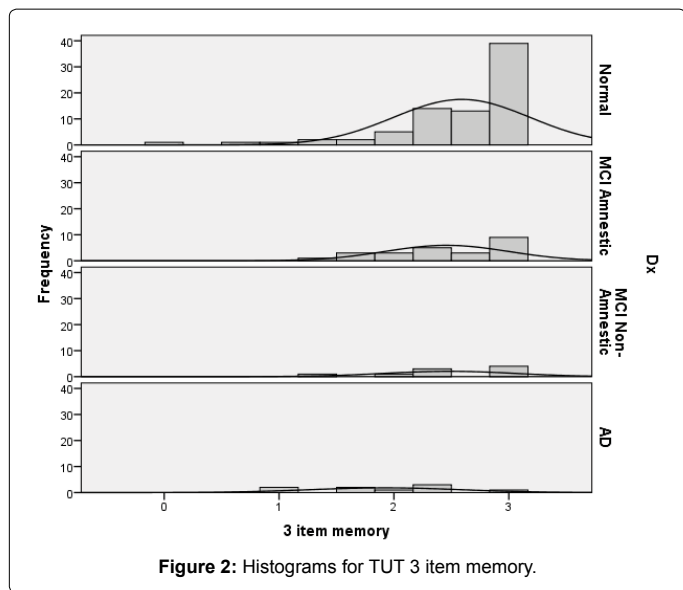 40
30
20
10
0
Normal
40
30
20
10
0
MCI Amnestic
40
30
20
10
0
MCI Non-
Amnestic
40
30
20
10
0
AD
Frequency
Dx
0 1 2 3
3 item memory
Figure 2: Histograms for TUT 3 item memory.